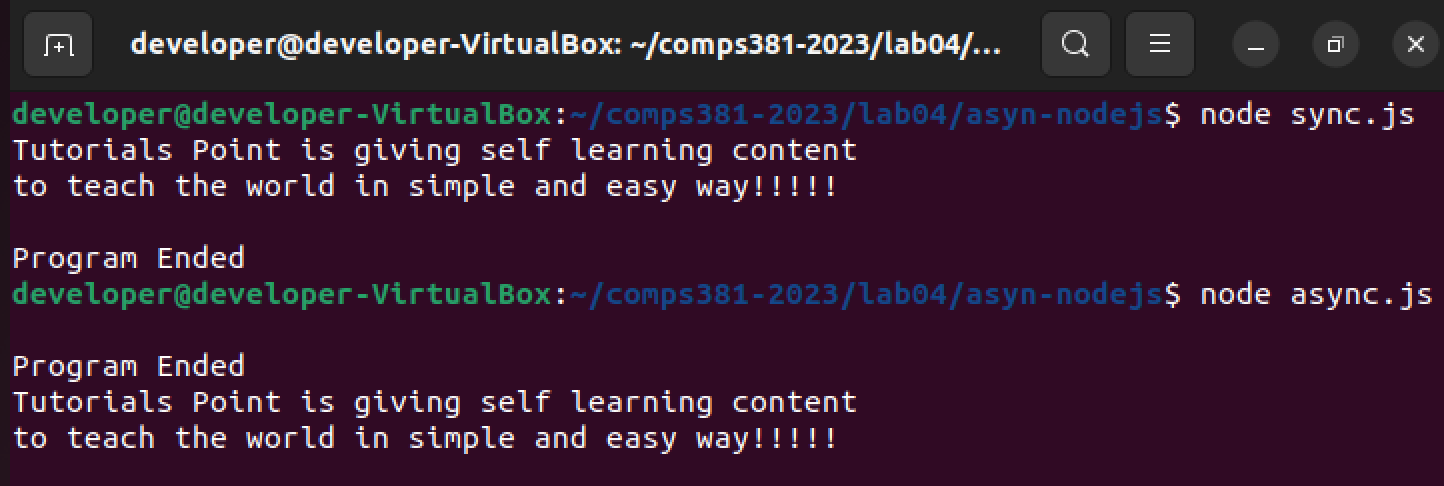 developer@developer-VirtualBox: ~/comps381-2023/lab04/...
developer@developer-VirtualBox:~/comps381-2023/lab04/asyn-nodejs$ node sync.js
Tutorials Point is giving self learning content
to teach the world in simple and easy way!!!!!
Program Ended
developer@developer-VirtualBox:~/comps381-2023/lab04/asyn-nodejs$ node async.js
Program Ended
Tutorials Point is giving self learning content
to teach the world in simple and easy way!!!!!